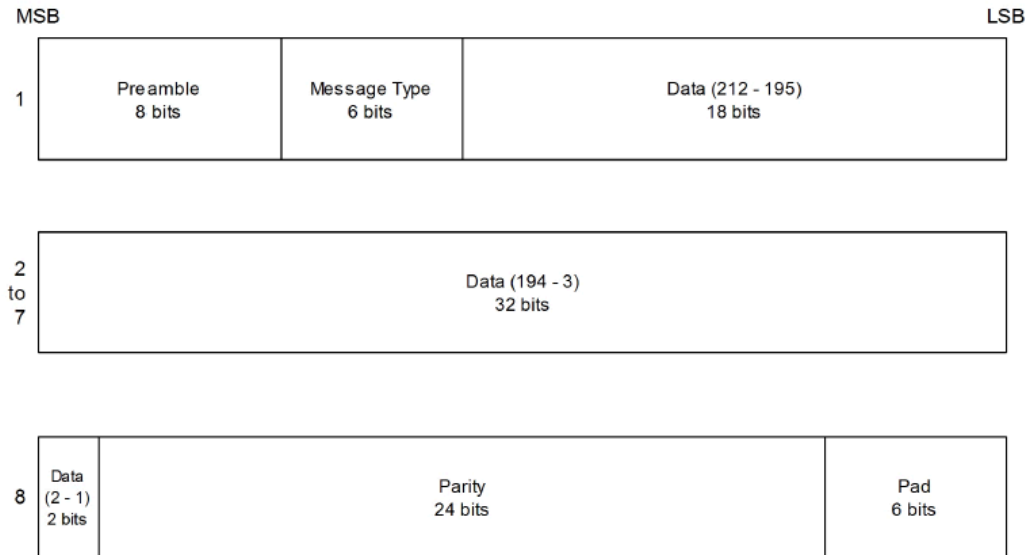 MSB
LSB
1
Preamble
8 bits
Message Type
6 bits
Data (212 - 195)
18 bits
2
to
7
Data (194 - 3)
32 bits
8
Data
(2 - 1)
2 bits
Parity
24 bits
Pad
6 bits